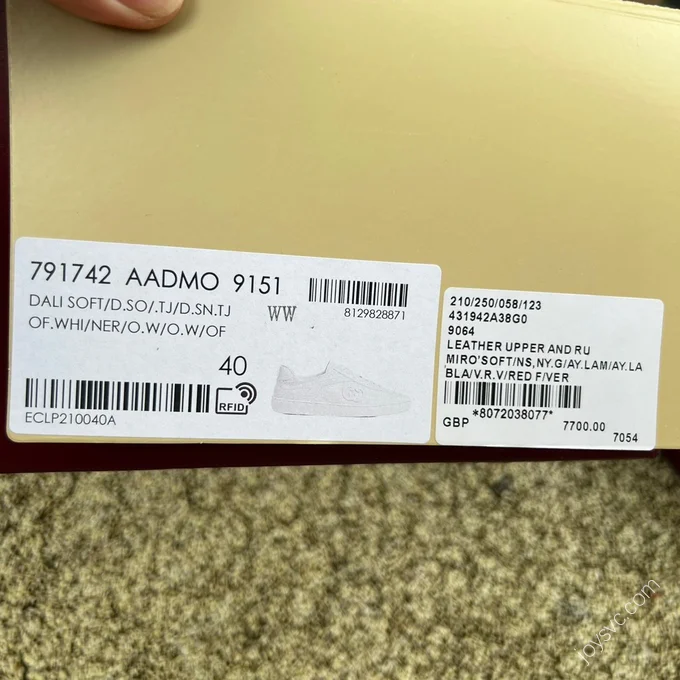 791742 AADMO 9151
DALI SOFT/D.SO/.TJ/D.SN.TJ
OF.WHI/NER/O.W/O.W/OF
WW
8129828871
40
RFID
ECLP210040A
210/250/058/123
431942A38G0
9064
LEATHER UPPER AND RU
MIRO'SOFT/NS,NY.G/AY.LAM/AY.LA
BLA/V.R.V/RED F/VER
*8072038077*
GBP 7700.00
7054
joysvc.com